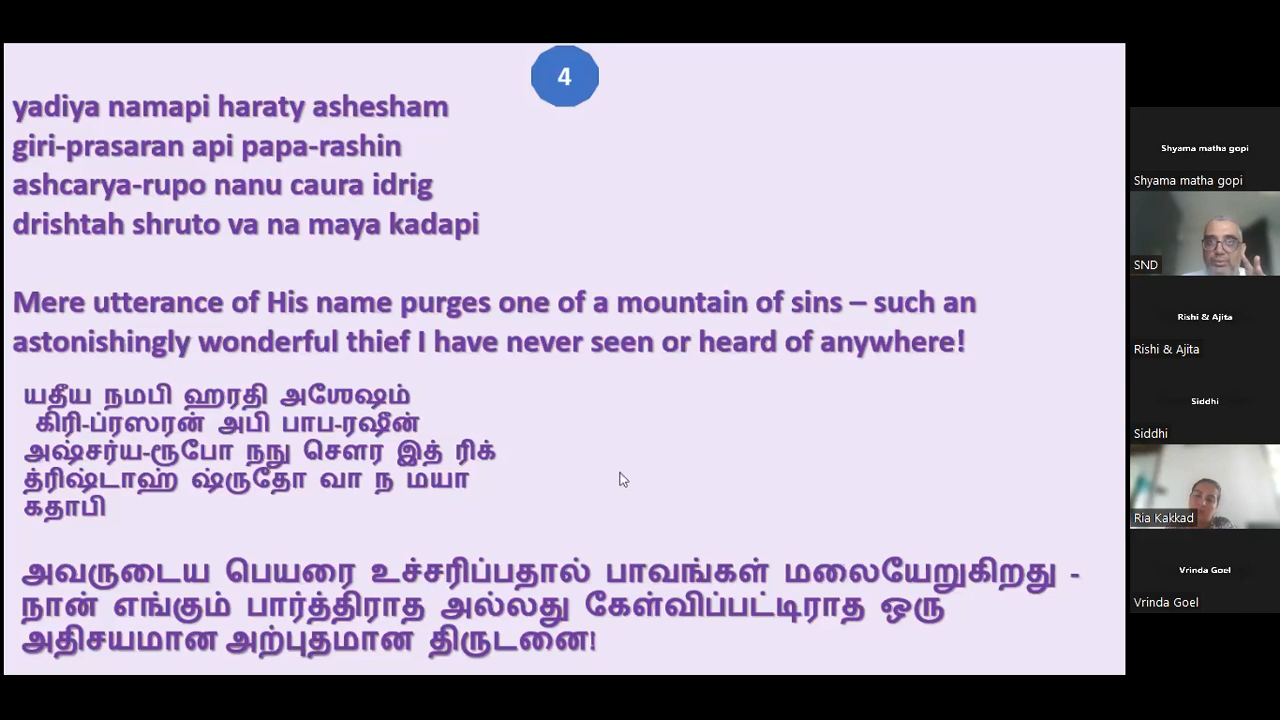 4
yadiya namapi haraty ashesham
giri-prasaran api papa-rashin
ashcarya-rupo nanu caura idrig
drishtah shruto va na maya kadapi
Mere utterance of His name purges one of a mountain of sins – such an
astonishingly wonderful thief I have never seen or heard of anywhere!
யதீய நமபி ஹரதி அஶேஷம்
கிரி-ப்ரஸரன் அபி பாப-ரஷீன்
அஷ்சர்ய-ரூபோ நநு சௌர இத் ரிக்
த்ரிஷ்டாஹ் ஷ்ருதோ வா ந மயா
கதாபி
அவருடைய பெயரை உச்சரிப்பதால் பாவங்கள் மலையேறுகிறது -
நான் எங்கும் பார்த்திராத அல்லது கேள்விப்பட்டிராத ஒரு
அதிசயமான அற்புதமான திருடனை!
Shyama matha gopi
Shyama matha gopi
SND
Rishi & Ajita
Rishi & Ajita
Siddhi
Siddhi
Ria Kakkad
Vrinda Goel
Vrinda Goel